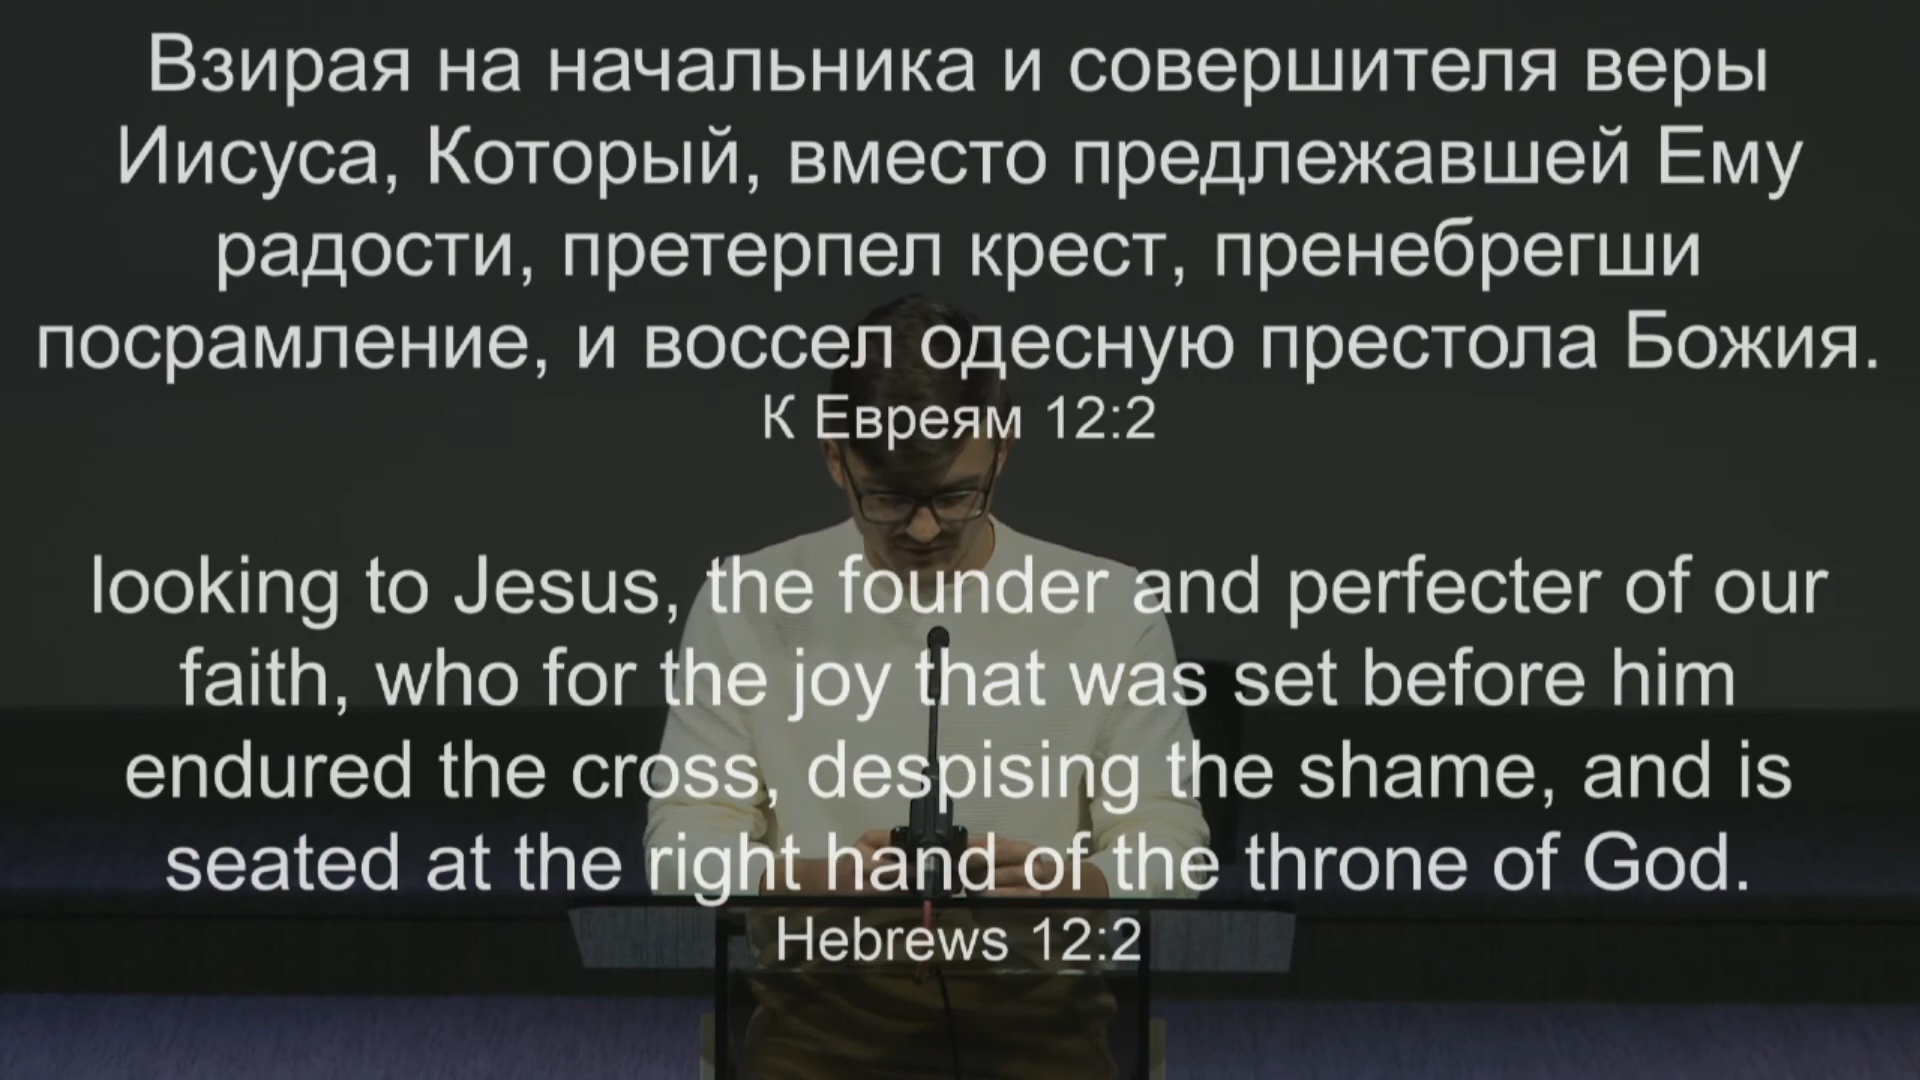 Взирая на начальника и совершителя веры
Иисуса, Который, вместо предлежавшей Ему
радости, претерпел крест, пренебрегши
посрамление, и воссел одесную престола Божия.
К Евреям 12:2
looking to Jesus, the founder and perfecter of our
faith, who for the joy that was set before him
endured the cross, despising the shame, and is
seated at the right hand of the throne of God.
Hebrews 12:2